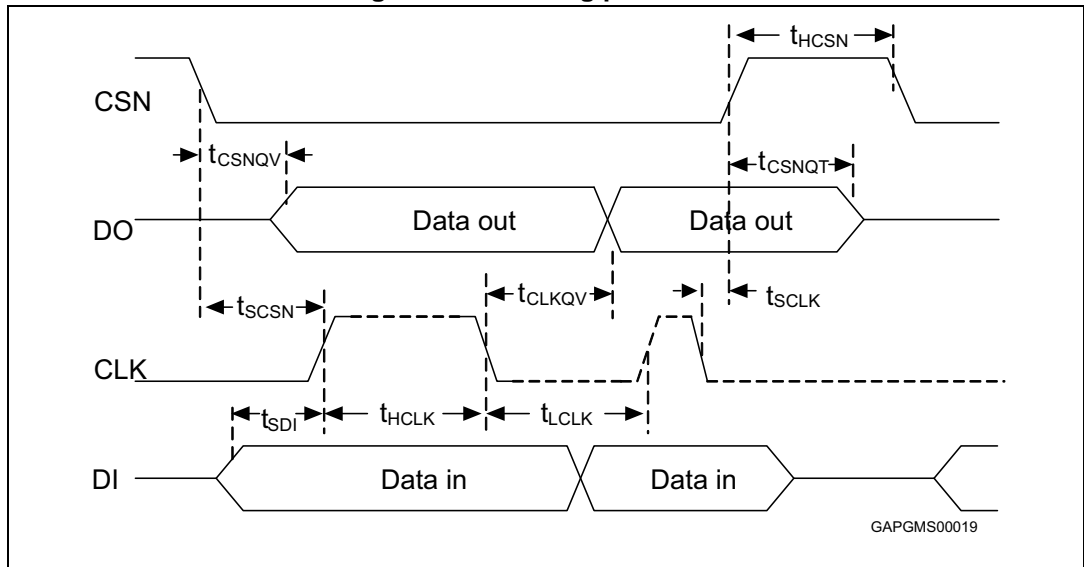 t_HCSN
CSN
t_CSNQV
t_CSNQT
DO
Data out
Data out
t_SCSN
t_CLKQV
t_SCLK
CLK
t_SDI
t_HCLK
t_LCLK
DI
Data in
Data in
GAPGMS00019